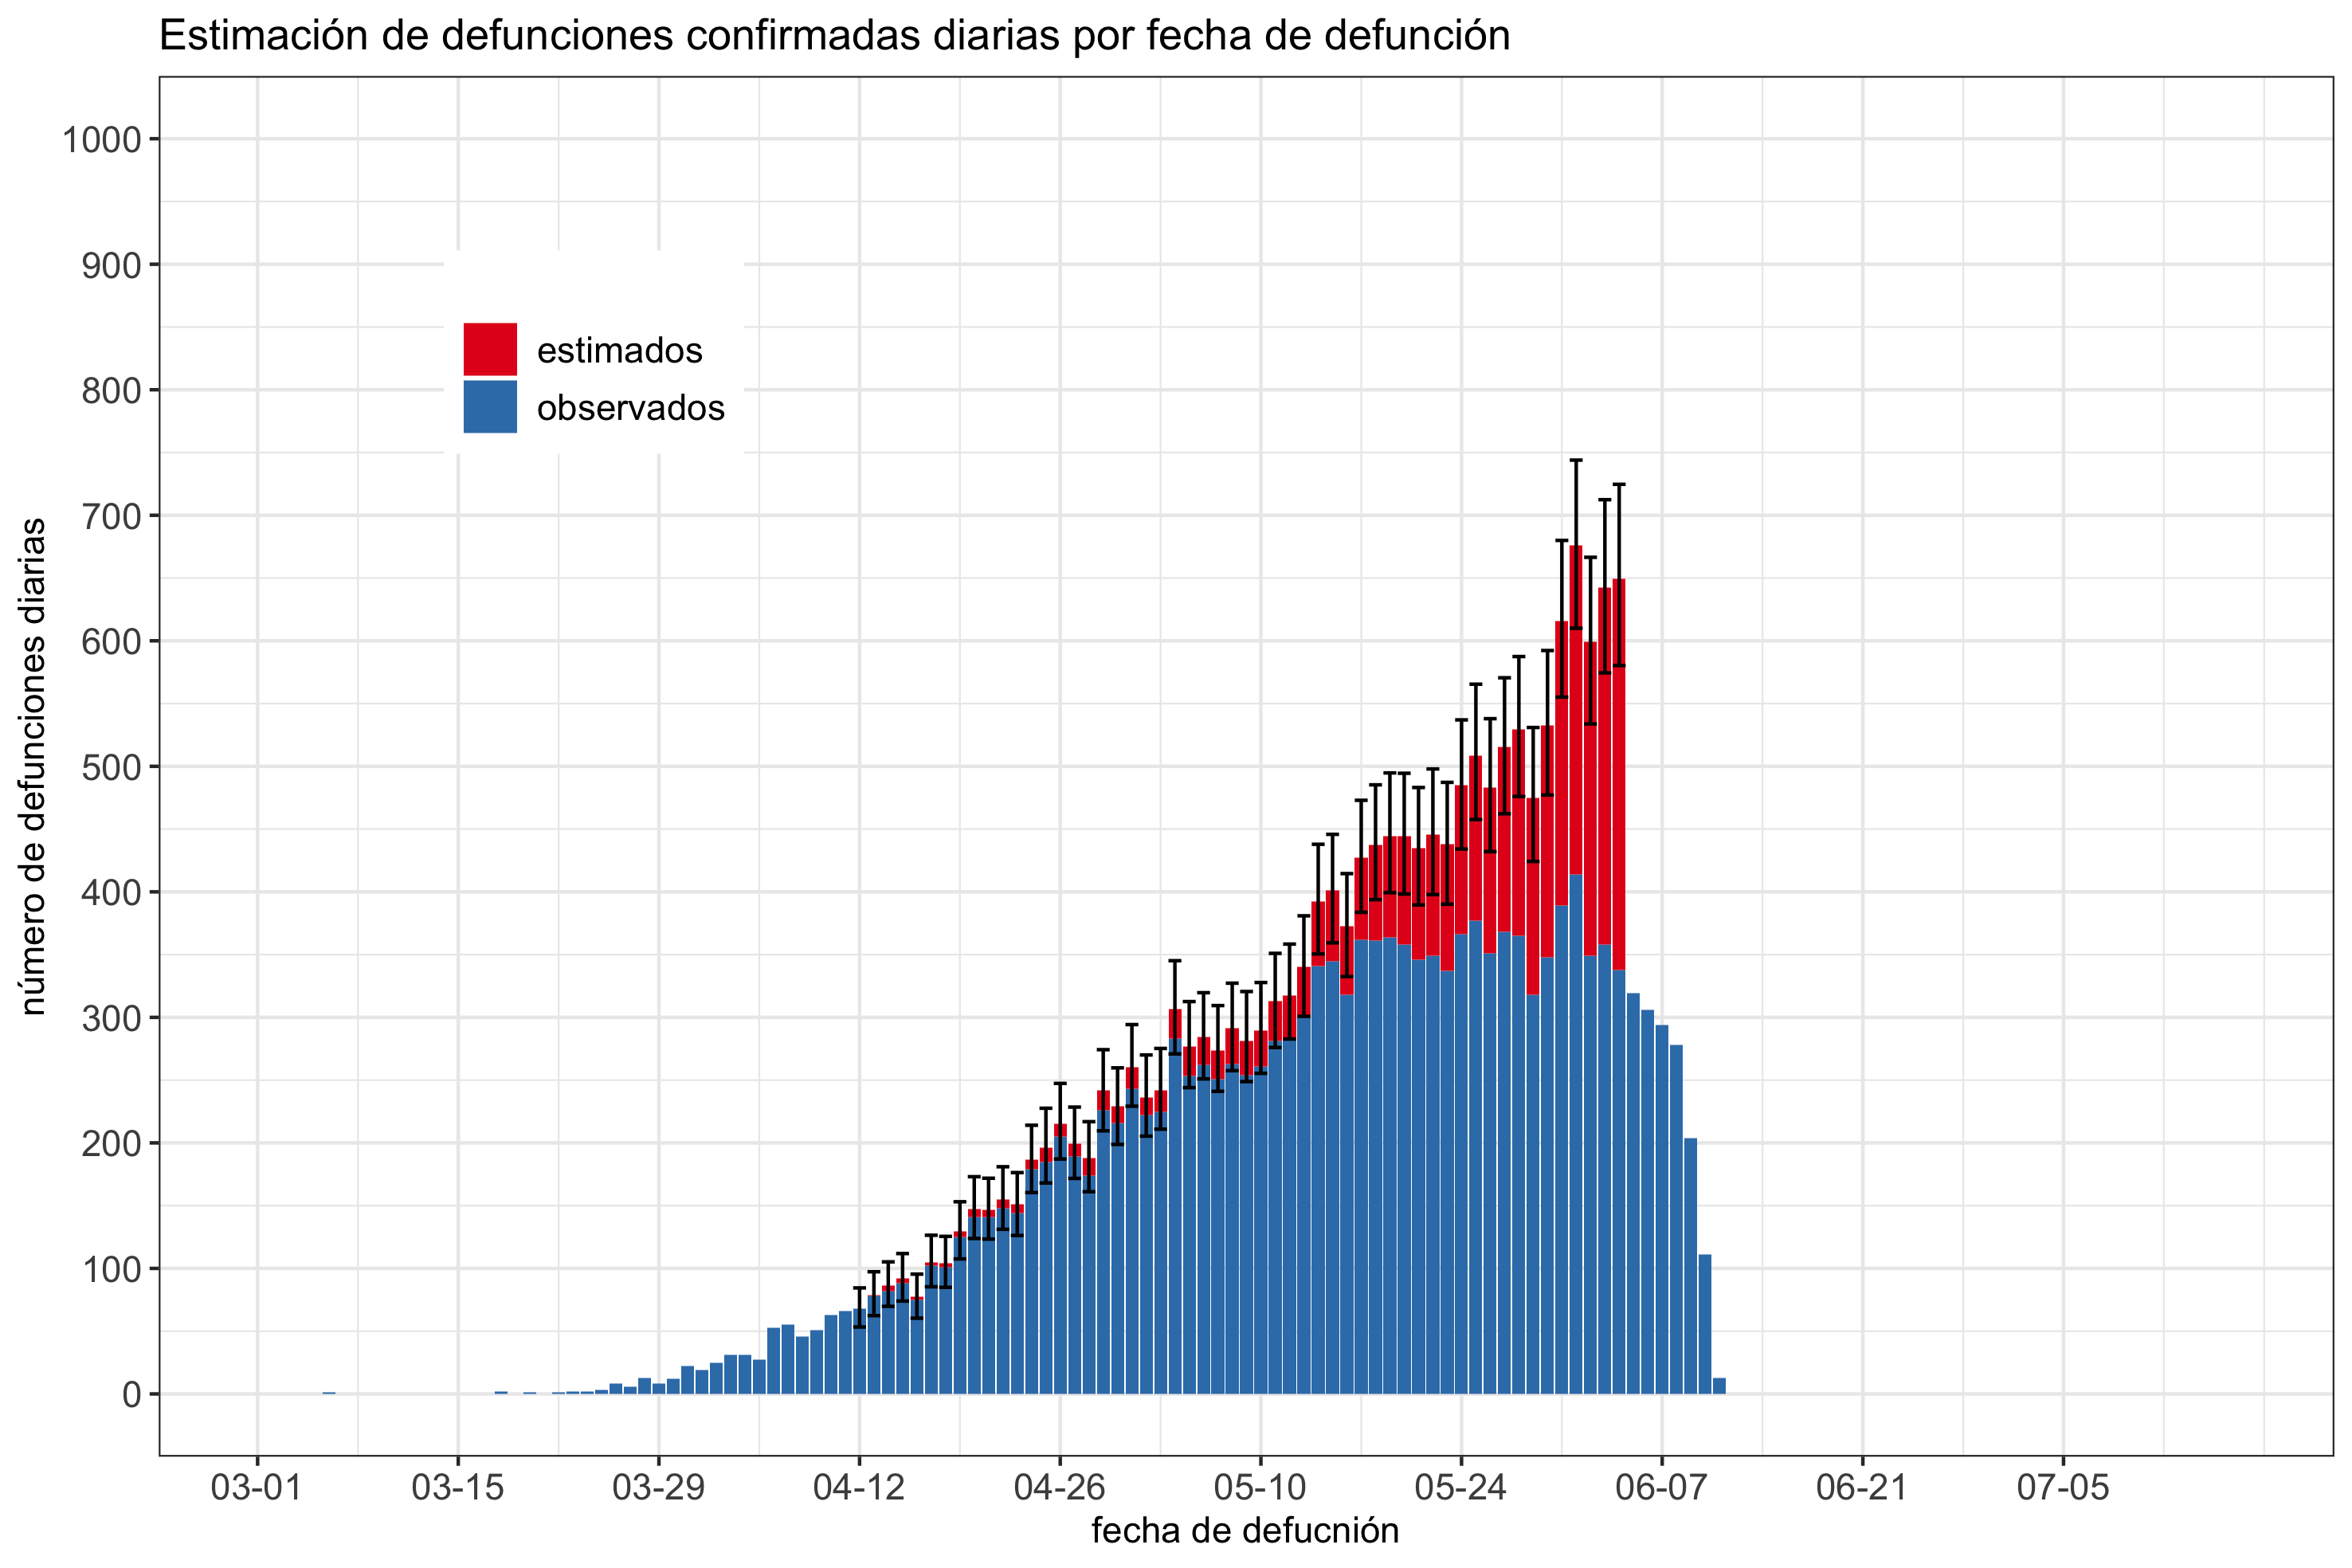 Estimación de defunciones confirmadas diarias por fecha de defunción
1000
900
800
700
600
500
400
300
200
100
0
número de defunciones diarias
estimados
observados
03-01 03-15 03-29 04-12 04-26 05-10 05-24 06-07 06-21 07-05
fecha de defucnión